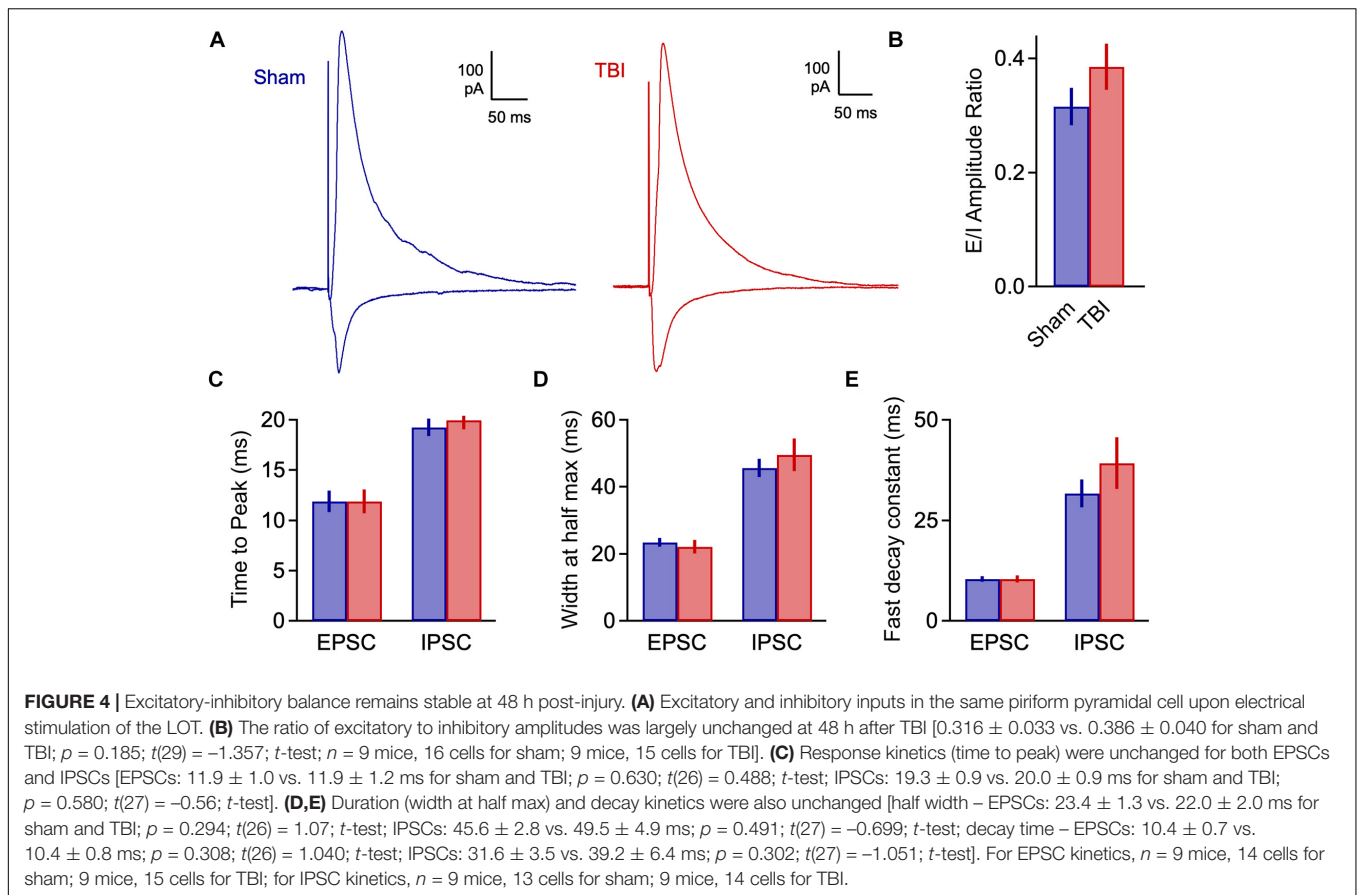 A
Sham
100
pA
50 ms
TBI
100
pA
50 ms
B
E/I Amplitude Ratio
0.4
0.2
0.0
Sham
TBI
C
Time to Peak (ms)
20
15
10
5
0
EPSC
IPSC
D
Width at half max (ms)
60
40
20
0
EPSC
IPSC
E
Fast decay constant (ms)
50
25
0
EPSC
IPSC
FIGURE 4 | Excitatory-inhibitory balance remains stable at 48 h post-injury. (A) Excitatory and inhibitory inputs in the same piriform pyramidal cell upon electrical
stimulation of the LOT. (B) The ratio of excitatory to inhibitory amplitudes was largely unchanged at 48 h after TBI [0.316 ± 0.033 vs. 0.386 ± 0.040 for sham and
TBI; p = 0.185; t(29) = –1.357; t-test; n = 9 mice, 16 cells for sham; 9 mice, 15 cells for TBI]. (C) Response kinetics (time to peak) were unchanged for both EPSCs
and IPSCs [EPSCs: 11.9 ± 1.0 vs. 11.9 ± 1.2 ms for sham and TBI; p = 0.630; t(26) = 0.488; t-test; IPSCs: 19.3 ± 0.9 vs. 20.0 ± 0.9 ms for sham and TBI;
p = 0.580; t(27) = –0.56; t-test]. (D,E) Duration (width at half max) and decay kinetics were also unchanged [half width – EPSCs: 23.4 ± 1.3 vs. 22.0 ± 2.0 ms for
sham and TBI; p = 0.294; t(26) = 1.07; t-test; IPSCs: 45.6 ± 2.8 vs. 49.5 ± 4.9 ms; p = 0.491; t(27) = –0.699; t-test; decay time – EPSCs: 10.4 ± 0.7 vs.
10.4 ± 0.8 ms; p = 0.308; t(26) = 1.040; t-test; IPSCs: 31.6 ± 3.5 vs. 39.2 ± 6.4 ms; p = 0.302; t(27) = –1.051; t-test]. For EPSC kinetics, n = 9 mice, 14 cells for
sham; 9 mice, 15 cells for TBI; for IPSC kinetics, n = 9 mice, 13 cells for sham; 9 mice, 14 cells for TBI.